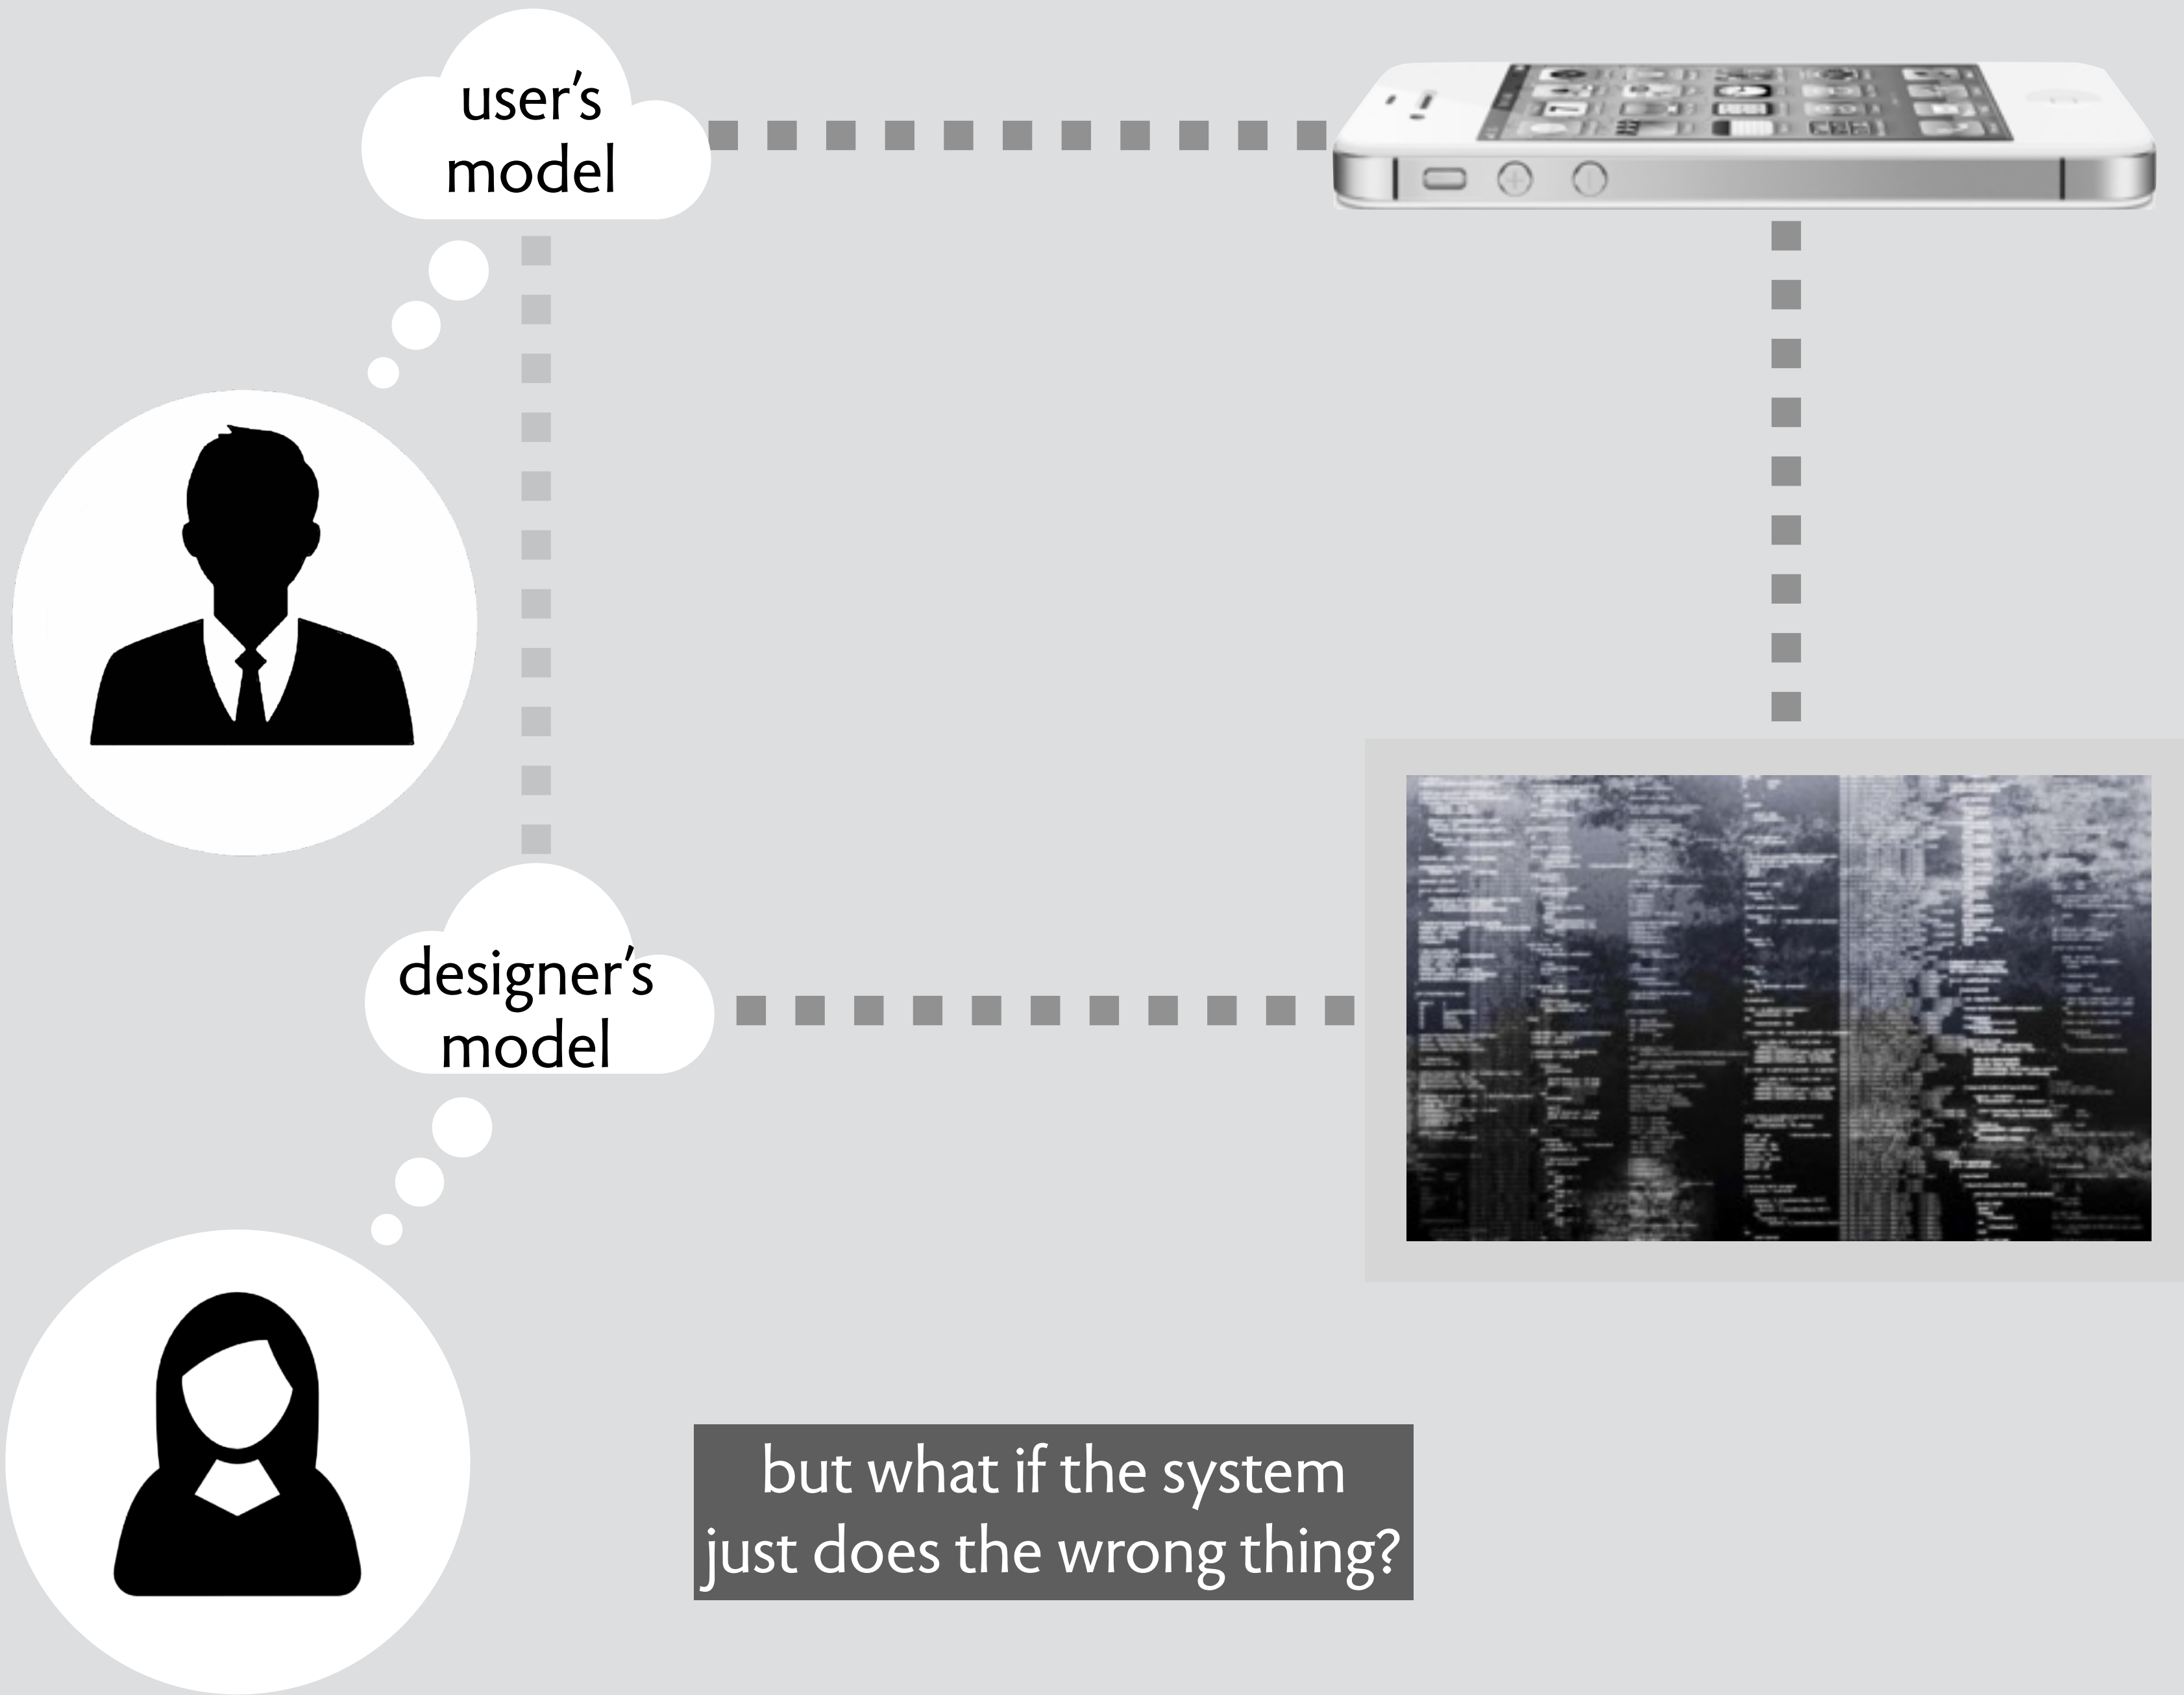 user's
model
designer's
model
but what if the system
just does the wrong thing?